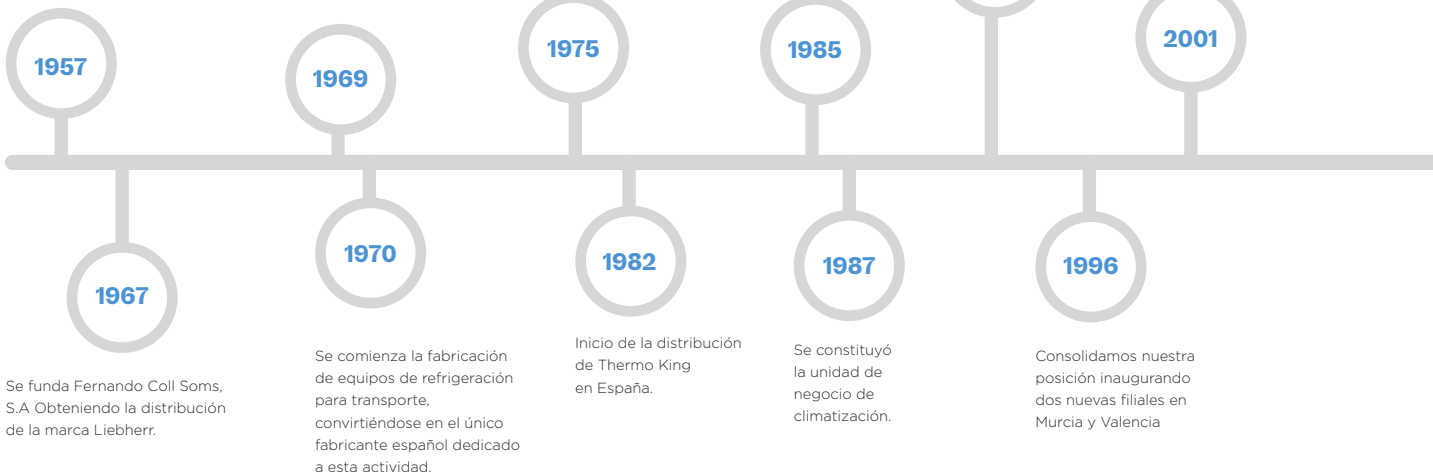 1957
1969
1975
1985
2001
1967
1970
1982
1987
1996
Se funda Fernando Coll Soms,
S.A Obteniendo la distribución
de la marca Liebherr.
Se comienza la fabricación
de equipos de refrigeración
para transporte,
convirtiéndose en el único
fabricante español dedicado
a esta actividad.
Inicio de la distribución
de Thermo King
en España.
Se constituyó
la unidad de
negocio de
climatización.
Consolidamos nuestra
posición inaugurando
dos nuevas filiales en
Murcia y Valencia